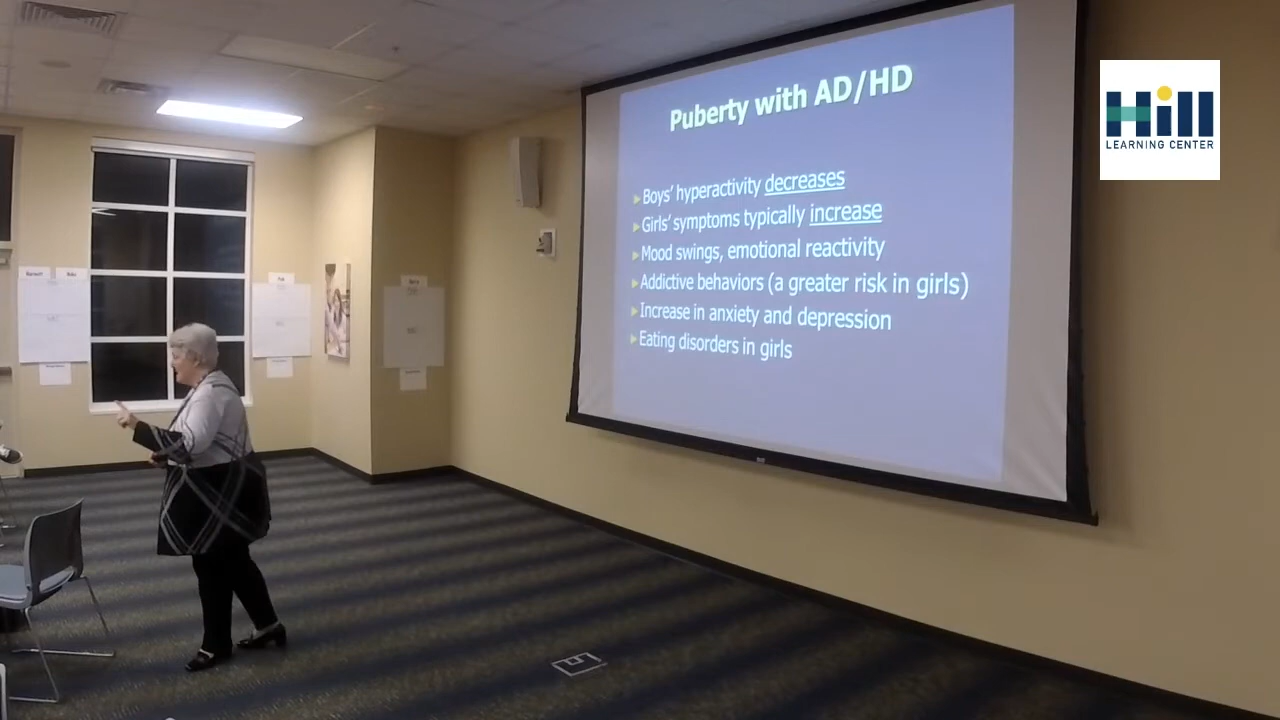 Puberty with AD/HD
Boys' hyperactivity decreases
Girls' symptoms typically increase
Mood swings, emotional reactivity
Addictive behaviors (a greater risk in girls)
Increase in anxiety and depression
Eating disorders in girls
Hill
LEARNING CENTER